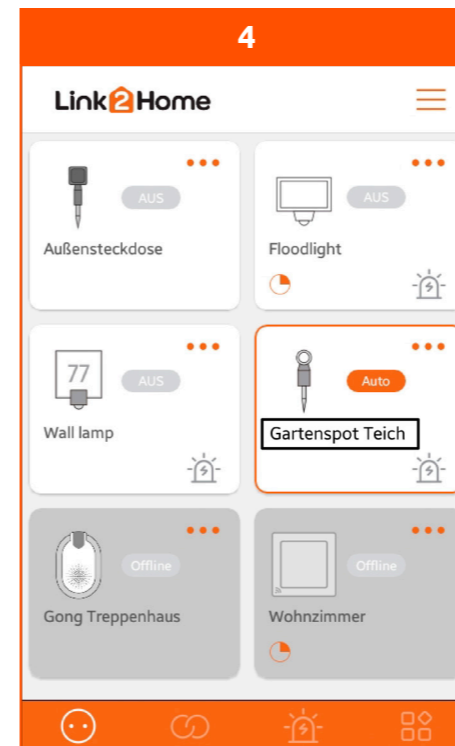 4
Link2Home
AUS
Außensteckdose
AUS
Floodlight
77
AUS
Wall lamp
Auto
Gartenspot Teich
Offline
Gong Treppenhaus
Offline
Wohnzimmer